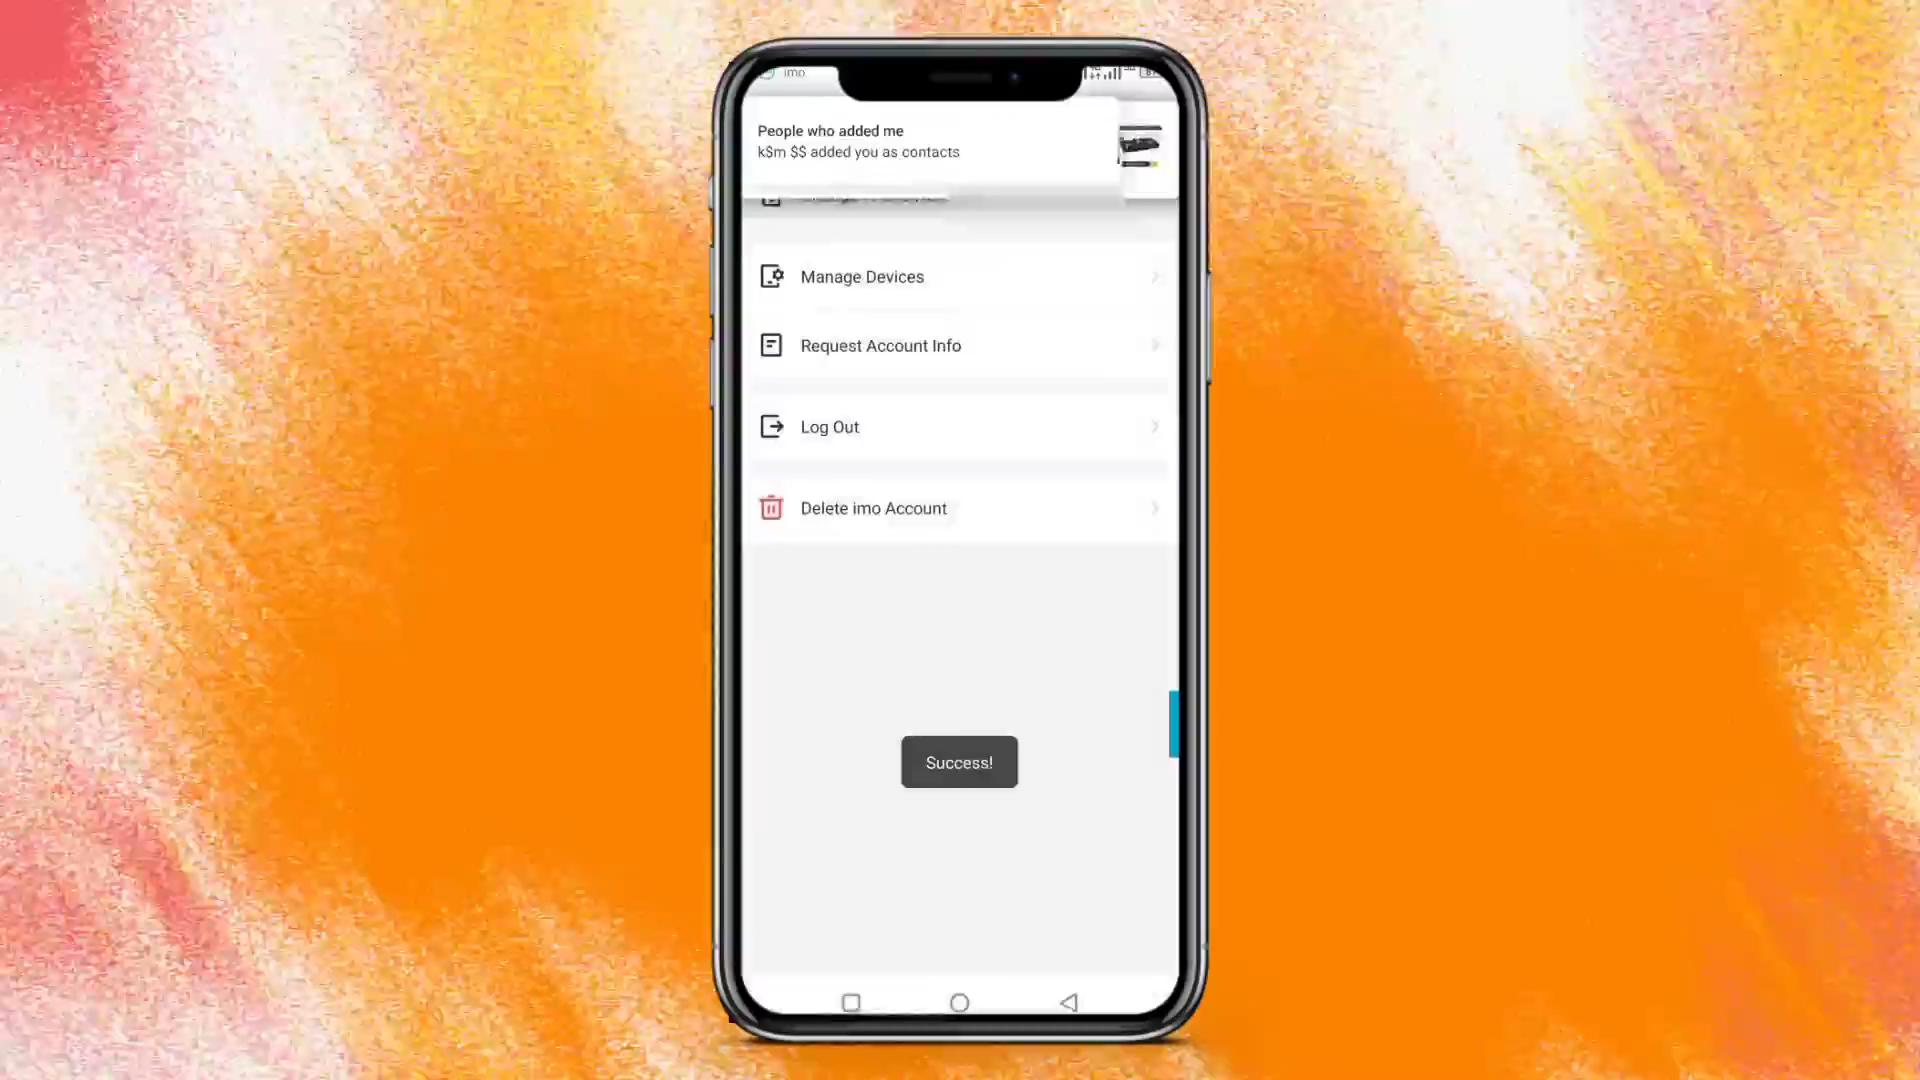 imo
People who added me
k$m $$ added you as contacts
Manage Devices
Request Account Info
Log Out
Delete imo Account
Success!